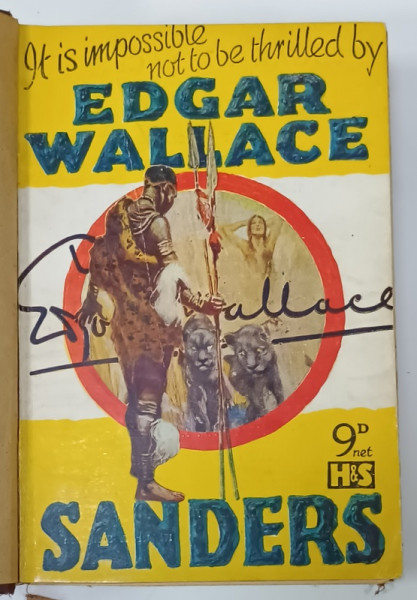 It is impossible
not to be thrilled by
EDGAR
WALLACE
Edgar Wallace
9D
net
H&S
SANDERS